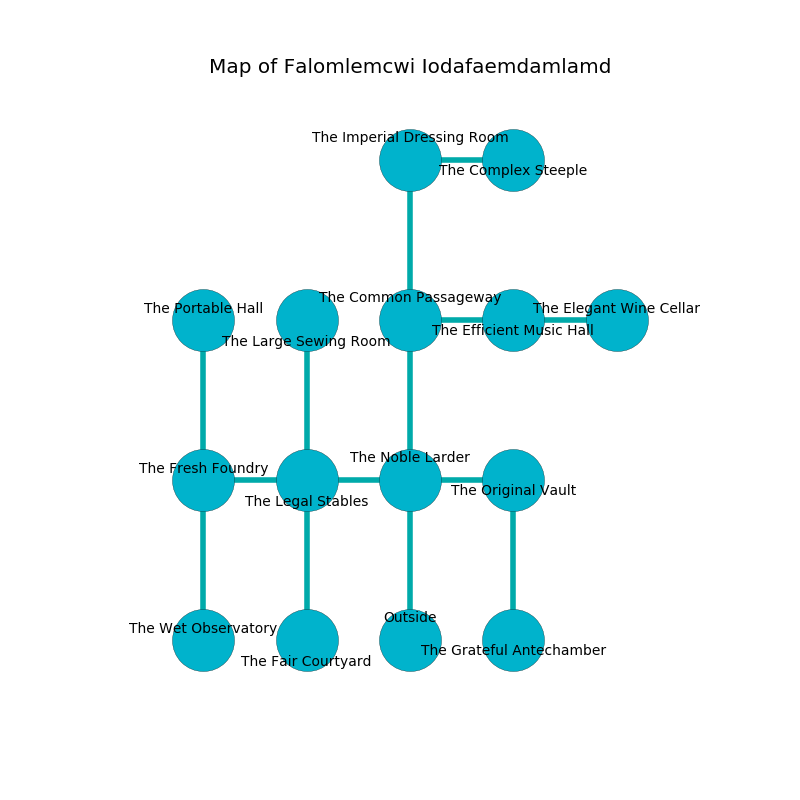 Map of Falomlemcwi Iodafaemdamlamd
The Imperial Dressing Room
The Complex Steeple
The Common Passageway
The Portable Hall
The Elegant Wine Cellar
The Efficient Music Hall
The Large Sewing Room
The Noble Larder
The Fresh Foundry
The Original Vault
The Legal Stables
Outside
The Wet Observatory
The Grateful Antechamber
The Fair Courtyard